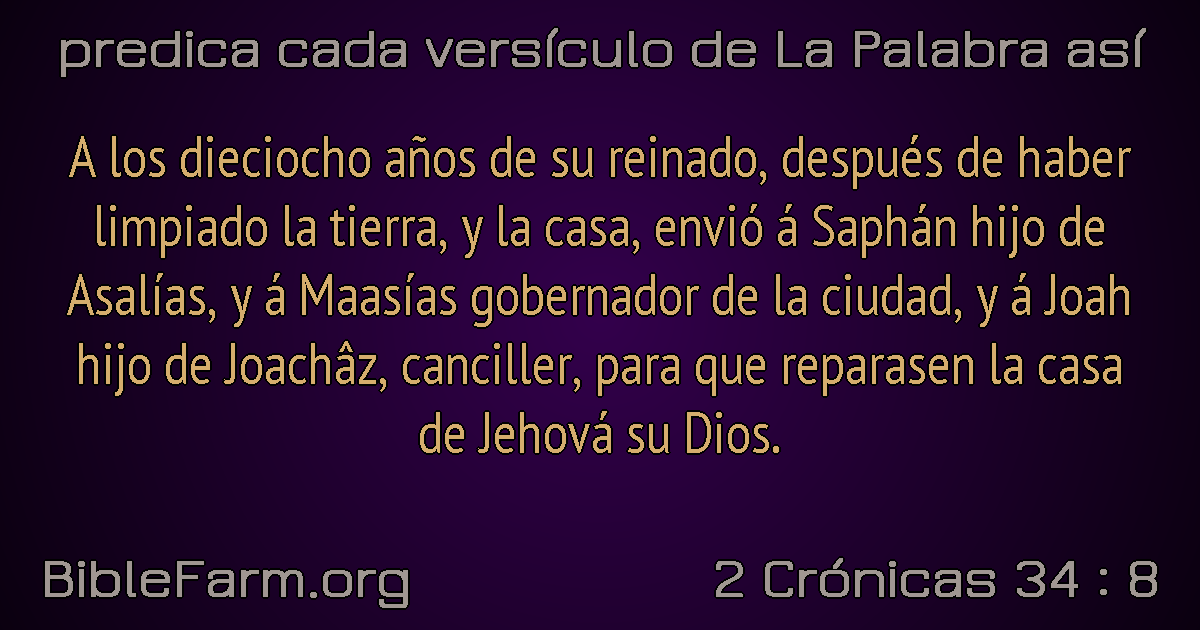 predica cada versículo de La Palabra así
A los dieciocho años de su reinado, después de haber
limpiado la tierra, y la casa, envió á Saphán hijo de
Asalías, y á Maasías gobernador de la ciudad, y á Joah
hijo de Joachâz, canciller, para que reparasen la casa
de Jehová su Dios.
BibleFarm.org
2 Crónicas 34 : 8